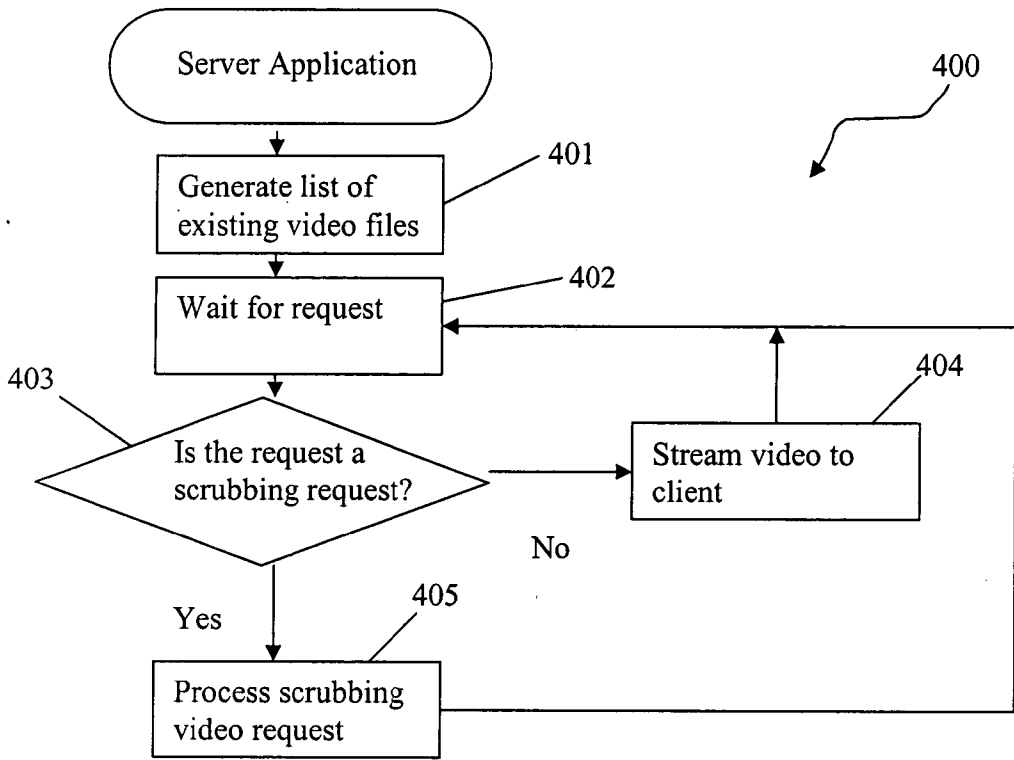 Server Application
400
401
Generate list of
existing video files
402
Wait for request
403
404
Is the request a
scrubbing request?
Stream video to
client
No
Yes
405
Process scrubbing
video request